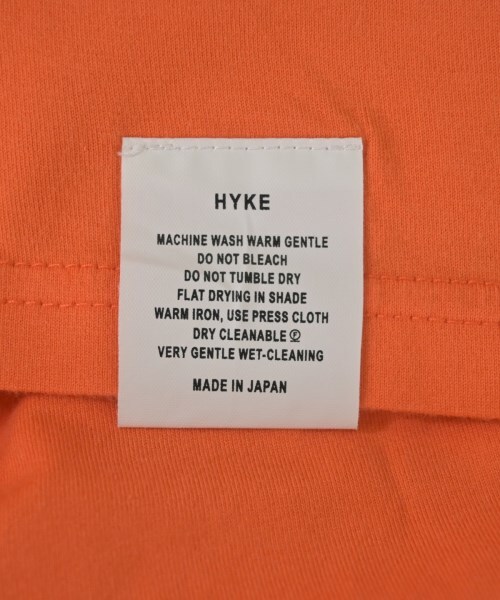 HYKE
MACHINE WASH WARM GENTLE
DO NOT BLEACH
DO NOT TUMBLE DRY
FLAT DRYING IN SHADE
WARM IRON, USE PRESS CLOTH
DRY CLEANABLE Ⓕ
VERY GENTLE WET-CLEANING
MADE IN JAPAN